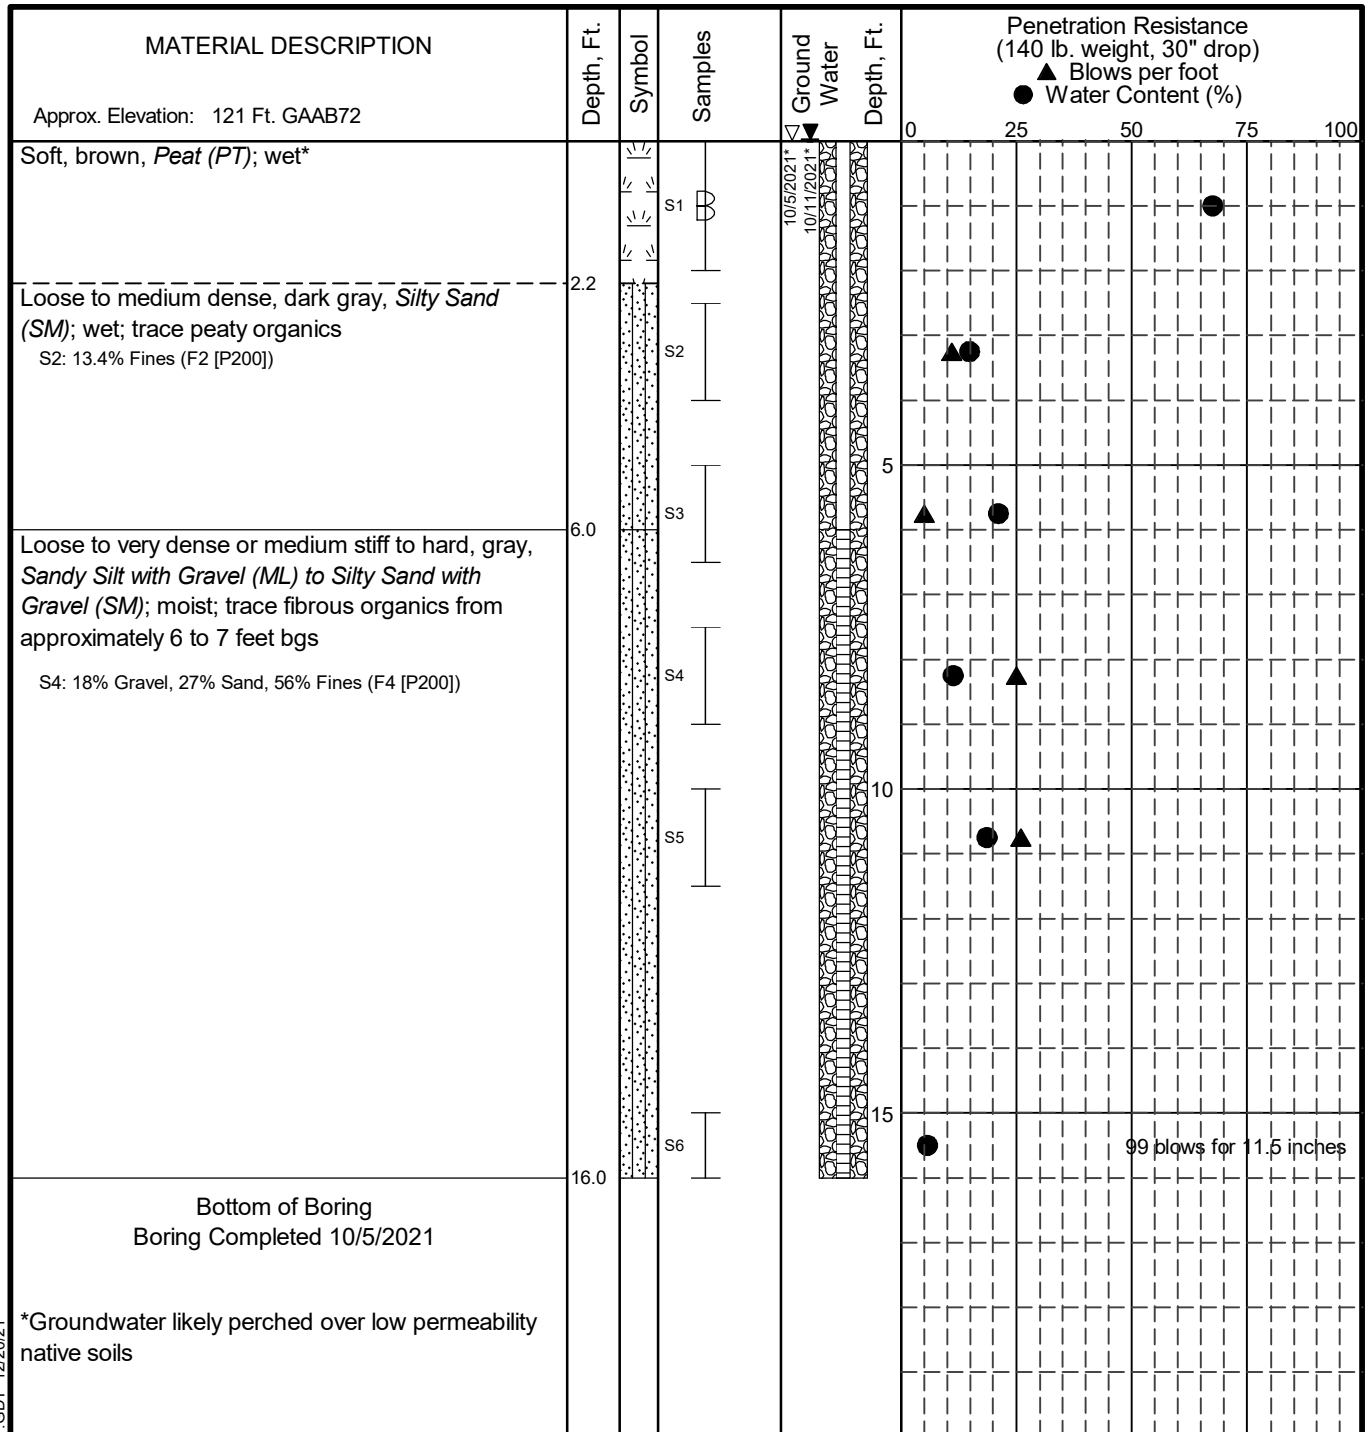 MATERIAL DESCRIPTION
Approx. Elevation: 121 Ft. GAAB72
Depth, Ft.
Symbol
Samples
Ground
Water
Depth, Ft.
Penetration Resistance
(140 lb. weight, 30" drop)
▲ Blows per foot
● Water Content (%)
0 25 50 75 100
Soft, brown, Peat (PT); wet*
10/5/2021*
10/11/2021*
S1
2.2
Loose to medium dense, dark gray, Silty Sand
(SM); wet; trace peaty organics
S2: 13.4% Fines (F2 [P200])
S2
5
S3
6.0
Loose to very dense or medium stiff to hard, gray,
Sandy Silt with Gravel (ML) to Silty Sand with
Gravel (SM); moist; trace fibrous organics from
approximately 6 to 7 feet bgs
S4: 18% Gravel, 27% Sand, 56% Fines (F4 [P200])
S4
10
S5
15
S6
99 blows for 11.5 inches
16.0
Bottom of Boring
Boring Completed 10/5/2021
*Groundwater likely perched over low permeability
native soils